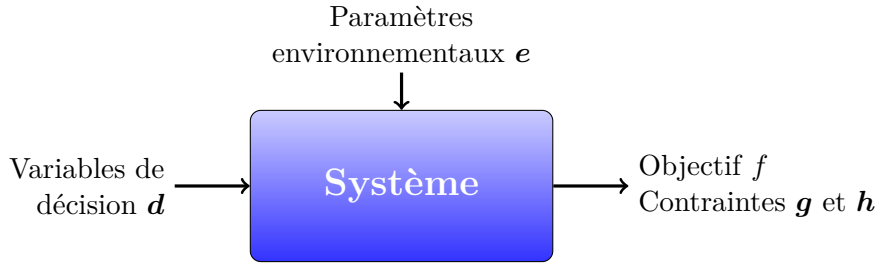 Paramètres
environnementaux e
Variables de
décision d
Système
Objectif f
Contraintes g et h